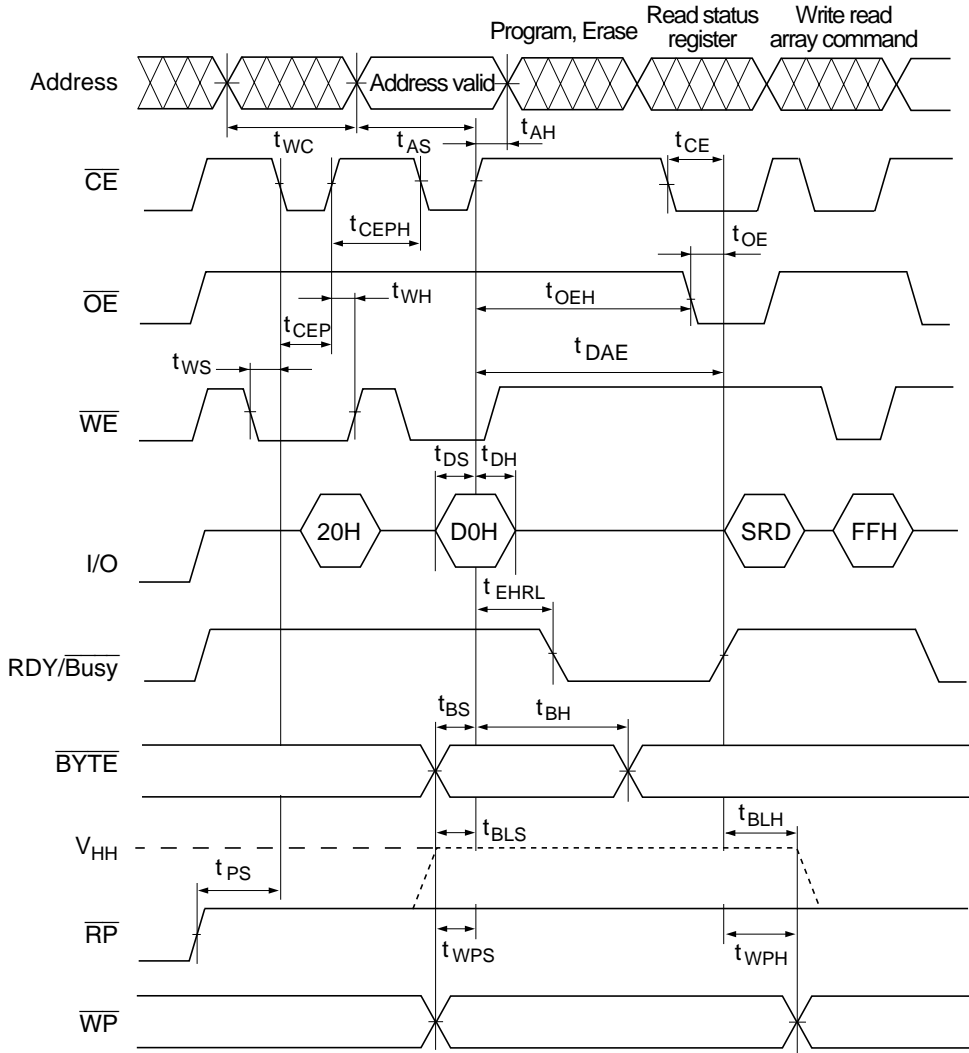 Program, Erase
Read status
register
Write read
array command
Address
Address valid
tWC
tAS
tAH
tCE
CE
tCEPH
tOE
OE
tWH
tOEH
tCEP
tDAE
tWS
WE
tDS
tDH
I/O
20H
D0H
SRD
FFH
tEHRL
RDY/Busy
tBS
tBH
BYTE
tBLS
tBLH
VHH
tPS
RP
tWPS
tWPH
WP